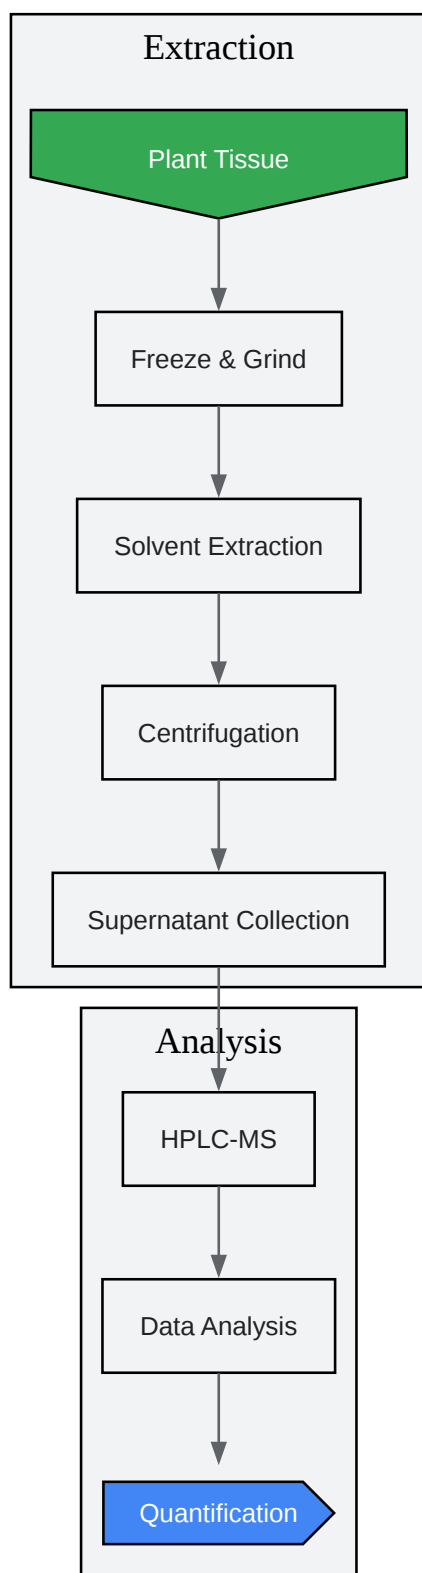 Extraction
Plant Tissue
Freeze & Grind
Solvent Extraction
Centrifugation
Supernatant Collection
Analysis
HPLC-MS
Data Analysis
Quantification